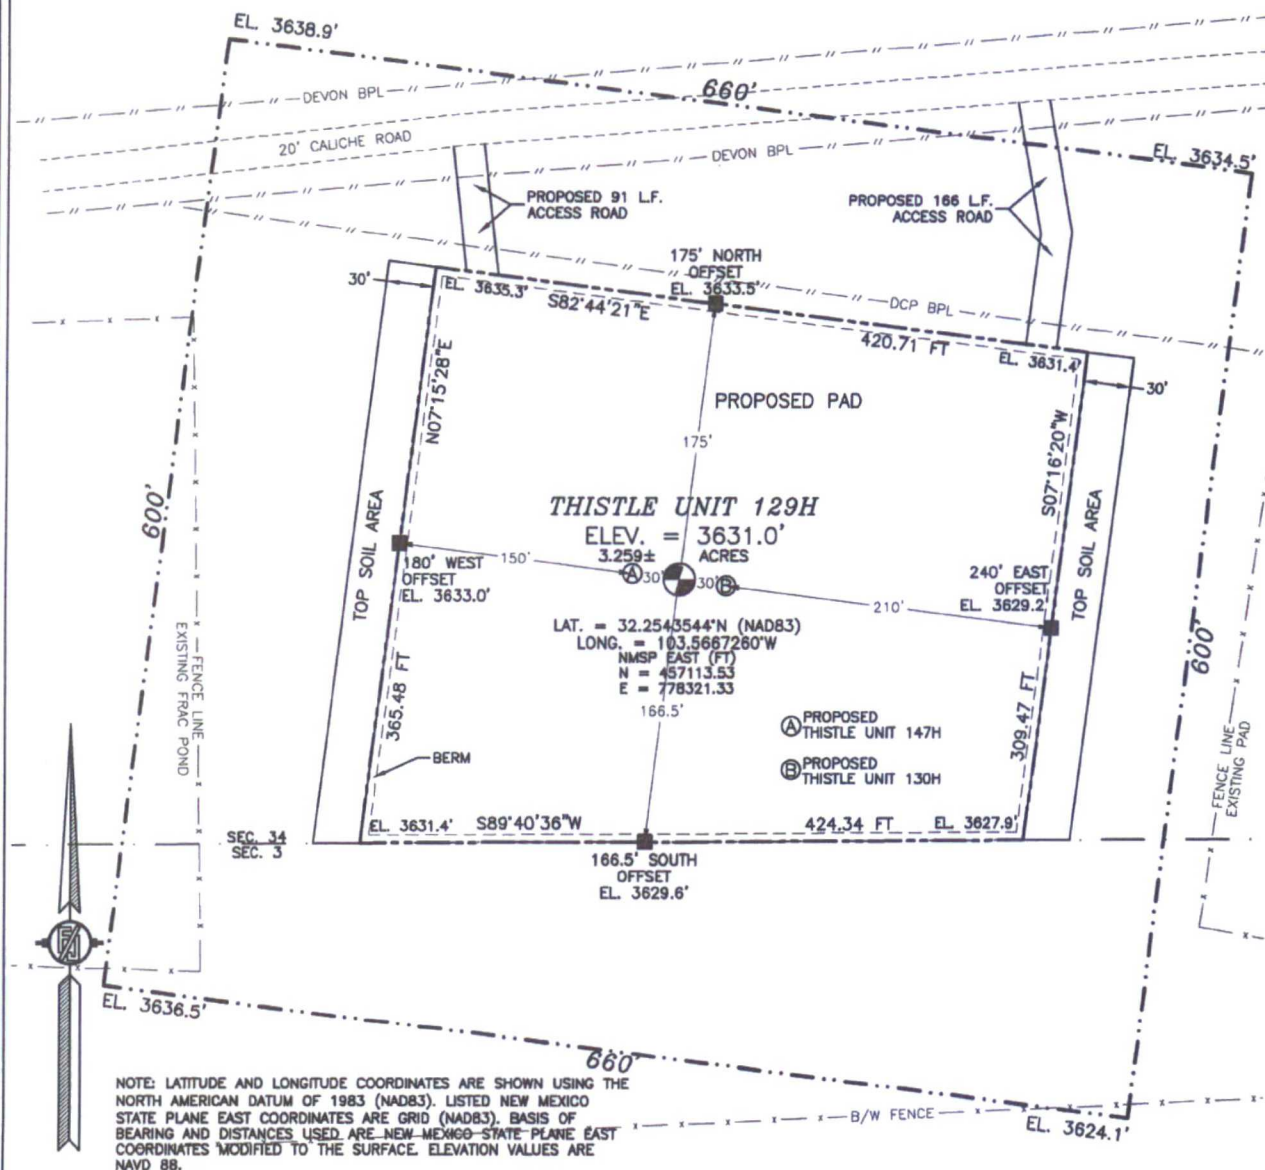 EL. 3638.9'
660'
DEVON BPL
20' CALICHE ROAD
DEVON BPL
EL. 3634.5'
PROPOSED 91 L.F.
ACCESS ROAD
PROPOSED 166 L.F.
ACCESS ROAD
175' NORTH
OFFSET
EL. 3633.5'
30'
EL. 3635.3'
S82°44'21"E
DCP BPL
420.71 FT
EL. 3631.4'
30'
N07°15'28"E
PROPOSED PAD
175'
S07°16'20"W
600'
TOP SOIL AREA
THISTLE UNIT 129H
ELEV. = 3631.0'
3.259± ACRES
150'
A
30'
30'
B
180' WEST
OFFSET
EL. 3633.0'
240' EAST
OFFSET
EL. 3629.2'
210'
TOP SOIL AREA
LAT. = 32.2543544°N (NAD83)
LONG. = 103.5667260°W
NMSP EAST (FT)
N = 457113.53
E = 778321.33
166.5'
600'
FENCE LINE
EXISTING FRAC POND
365.48 FT
309.47 FT
A PROPOSED
THISTLE UNIT 147H
B PROPOSED
THISTLE UNIT 130H
BERM
FENCE LINE
EXISTING PAD
EL. 3631.4'
S89°40'36"W
424.34 FT
EL. 3627.9'
SEC. 34
SEC. 3
166.5' SOUTH
OFFSET
EL. 3629.6'
EL. 3636.5'
660'
B/W FENCE
EL. 3624.1'
NOTE: LATITUDE AND LONGITUDE COORDINATES ARE SHOWN USING THE
NORTH AMERICAN DATUM OF 1983 (NAD83). LISTED NEW MEXICO
STATE PLANE EAST COORDINATES ARE GRID (NAD83). BASIS OF
BEARING AND DISTANCES USED ARE NEW MEXICO STATE PLANE EAST
COORDINATES MODIFIED TO THE SURFACE. ELEVATION VALUES ARE
NAVD 88.